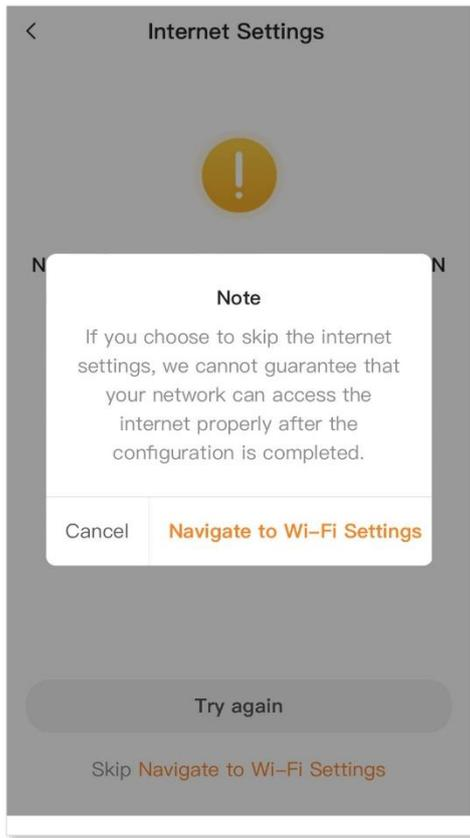 Internet Settings
N
N
Note
If you choose to skip the internet
settings, we cannot guarantee that
your network can access the
internet properly after the
configuration is completed.
Cancel
Navigate to Wi-Fi Settings
Try again
Skip Navigate to Wi-Fi Settings